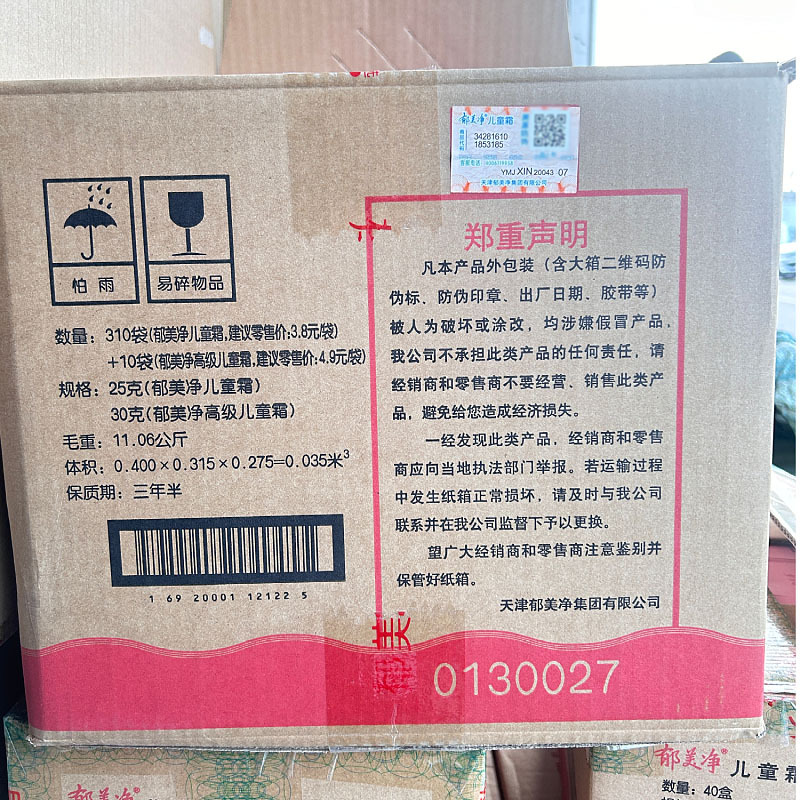 郁美净®儿童霜
商品代码
34281610
1853185
YMJ XIN 20043 07
天津郁美净集团有限公司
怕雨
易碎物品
数量：310袋(郁美净儿童霜,建议零售价:3.8元/袋)
+10袋(郁美净高级儿童霜,建议零售价:4.9元/袋)
规格：25克(郁美净儿童霜)
30克(郁美净高级儿童霜)
毛重：11.06公斤
体积：0.400×0.315×0.275=0.035米³
保质期：三年半
1 69 20001 12122 5
郑重声明
凡本产品外包装（含大箱二维码防
伪标、防伪印章、出厂日期、胶带等）
被人为破坏或涂改，均涉嫌假冒产品，
我公司不承担此类产品的任何责任，请
经销商和零售商不要经营、销售此类产
品，避免给您造成经济损失。
一经发现此类产品，经销商和零售
商应向当地执法部门举报。若运输过程
中发生纸箱正常损坏，请及时与我公司
联系并在我公司监督下予以更换。
望广大经销商和零售商注意鉴别并
保管好纸箱。
天津郁美净集团有限公司
郁美
0130027
郁美净®
郁美净®儿童霜
数量：40盒